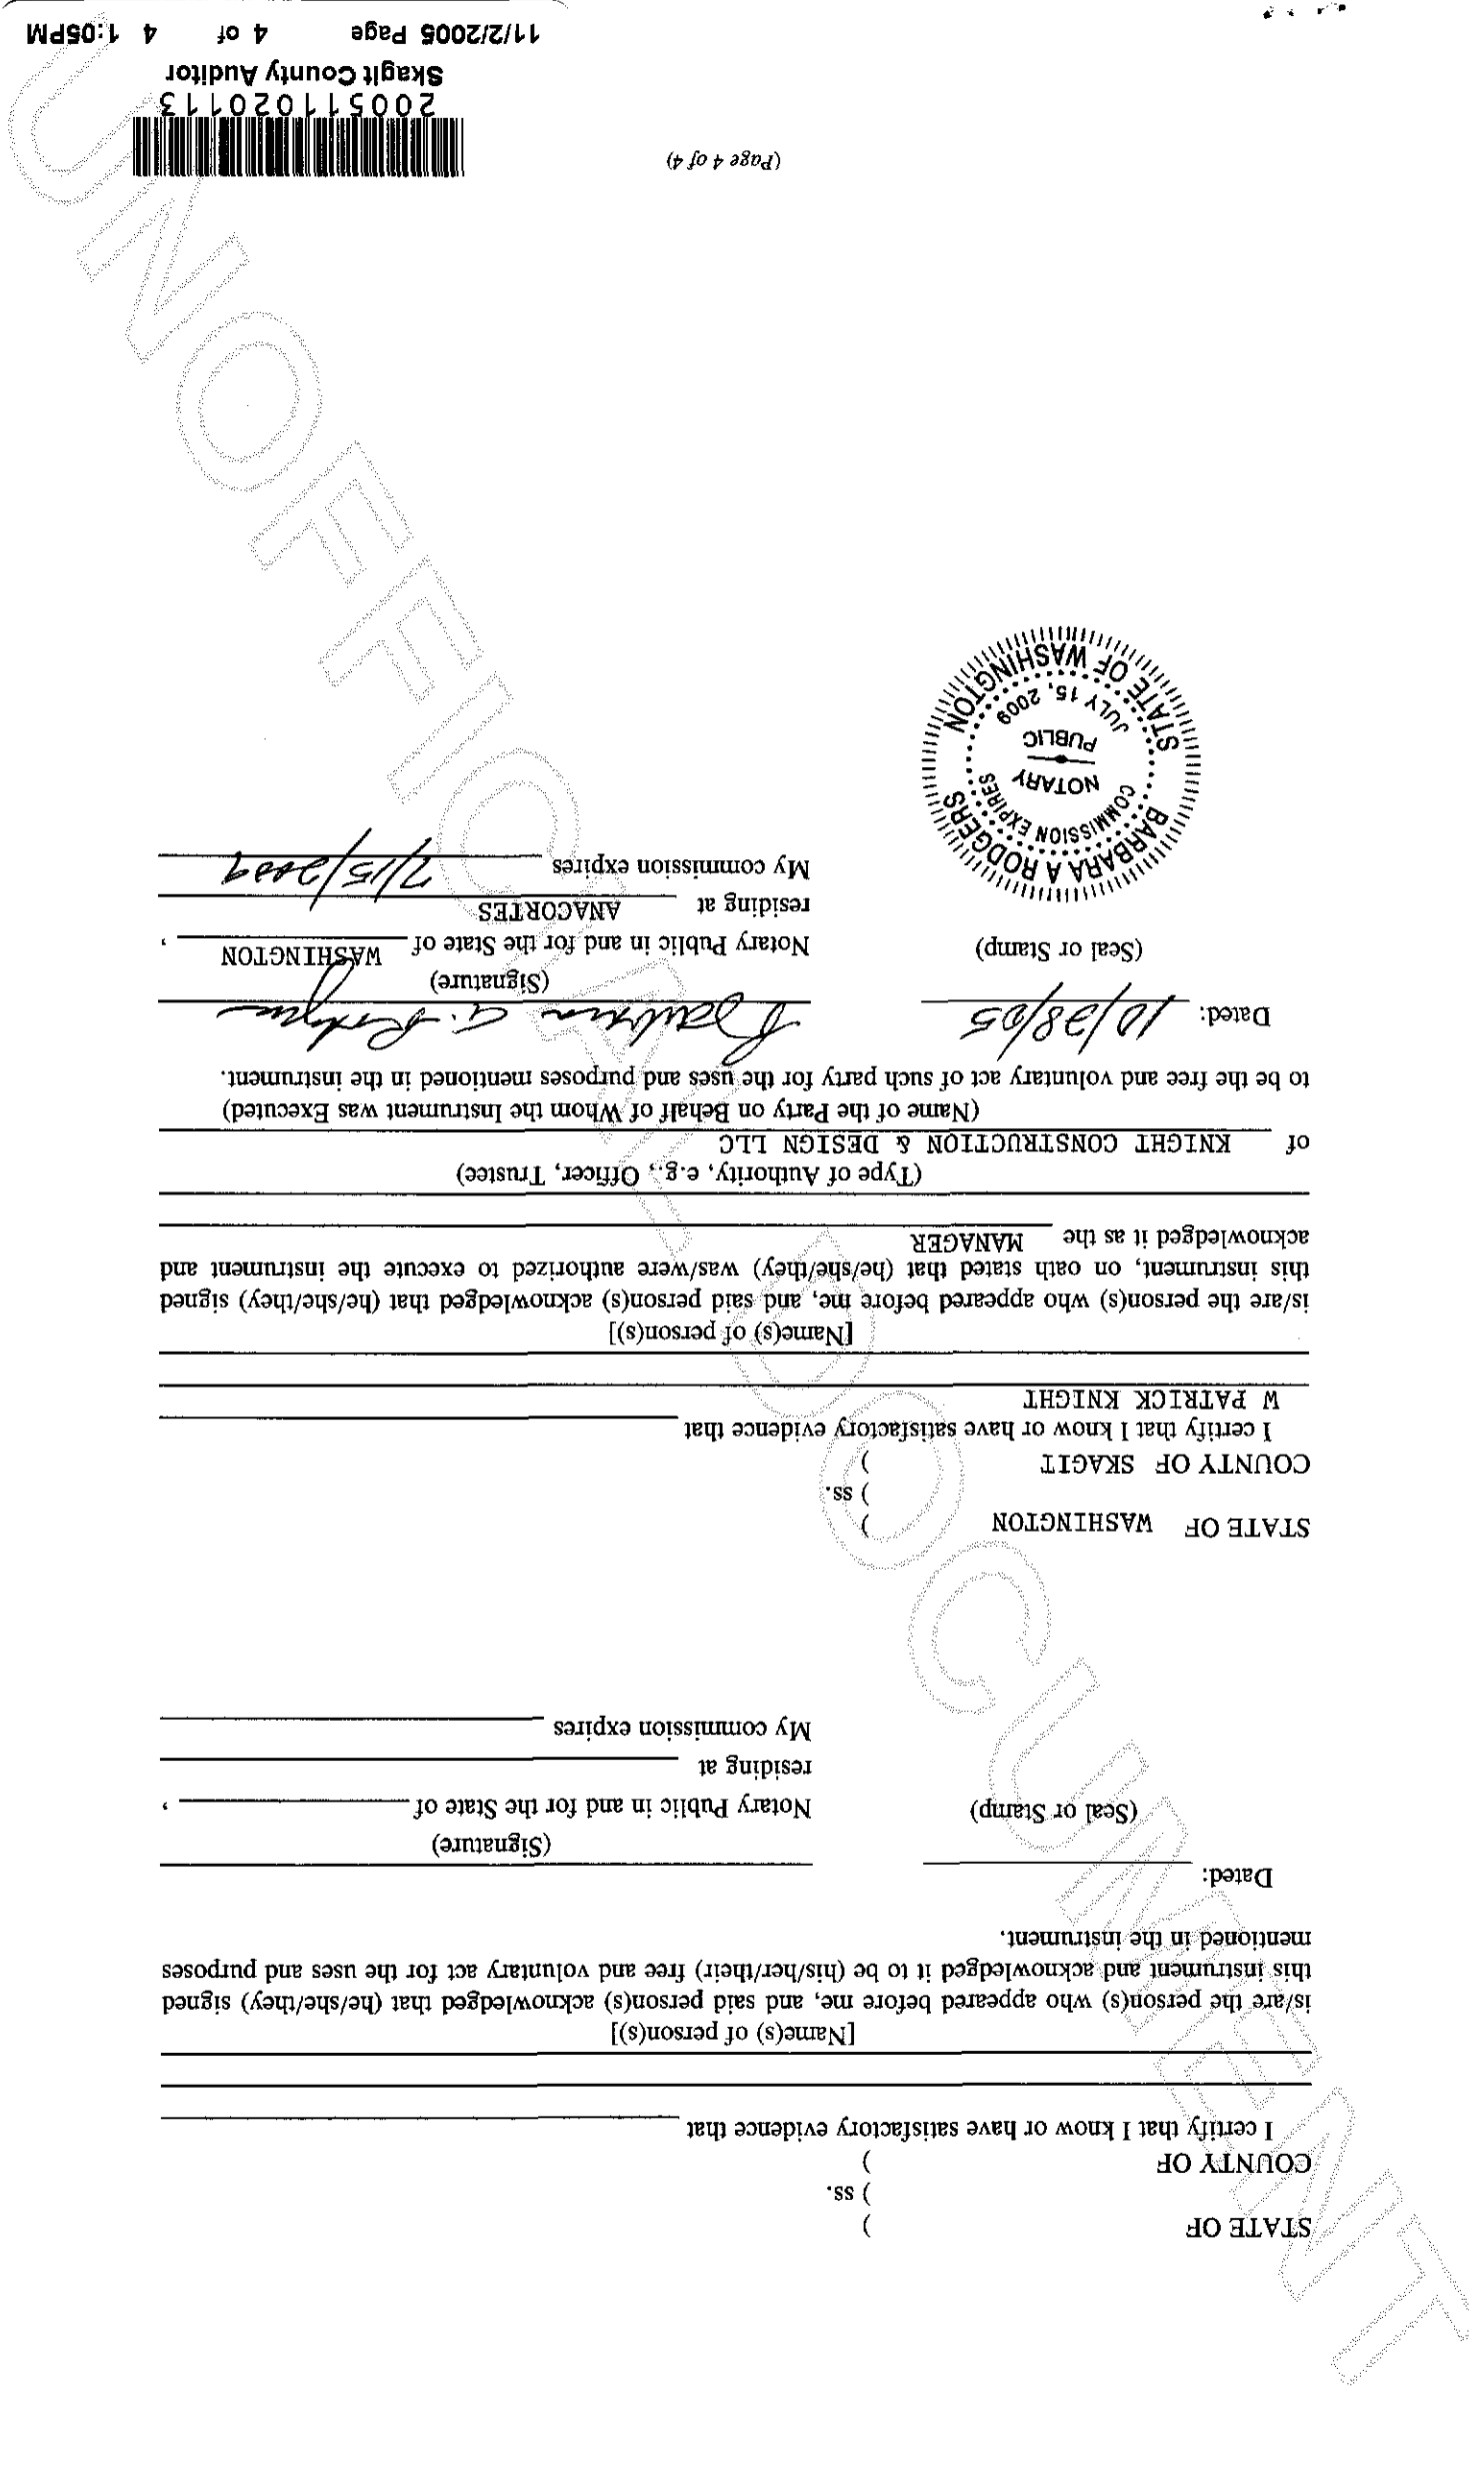 STATE OF )
) ss.
COUNTY OF )
I certify that I know or have satisfactory evidence that
[Name(s) of person(s)]
is/are the person(s) who appeared before me, and said person(s) acknowledged that (he/she/they) signed
this instrument and acknowledged it to be (his/her/their) free and voluntary act for the uses and purposes
mentioned in the instrument.
Dated:
(Signature)
(Seal or Stamp) Notary Public in and for the State of ,
residing at
My commission expires
STATE OF WASHINGTON )
) ss.
COUNTY OF SKAGIT )
I certify that I know or have satisfactory evidence that
W PATRICK KNIGHT
[Name(s) of person(s)]
is/are the person(s) who appeared before me, and said person(s) acknowledged that (he/she/they) signed
this instrument, on oath stated that (he/she/they) was/were authorized to execute the instrument and
acknowledged it as the MANAGER
(Type of Authority, e.g., Officer, Trustee)
of KNIGHT CONSTRUCTION & DESIGN LLC
(Name of the Party on Behalf of Whom the Instrument was Executed)
to be the free and voluntary act of such party for the uses and purposes mentioned in the instrument.
Dated: 10/28/05 Barbara A. Rodgers
(Signature)
(Seal or Stamp) Notary Public in and for the State of WASHINGTON ,
residing at ANACORTES
My commission expires 7/15/2009
BARBARA A RODGERS
COMMISSION EXPIRES
NOTARY
PUBLIC
JULY 15, 2009
STATE OF WASHINGTON
(Page 4 of 4)
200511020113
Skagit County Auditor
11/2/2005 Page 4 of 4 1:05PM
UNOFFICIAL DOCUMENT